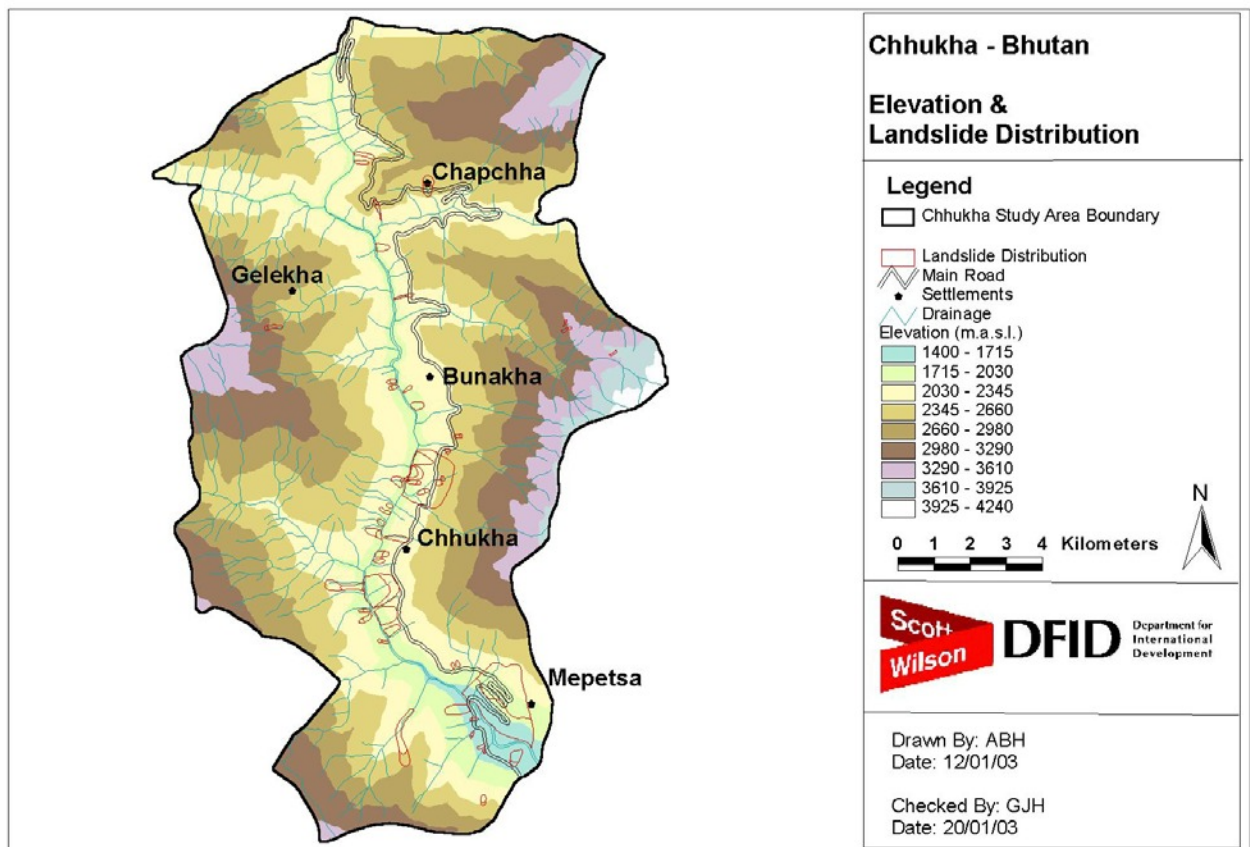 Chhukha - Bhutan
Elevation &
Landslide Distribution
Legend
Chhukha Study Area Boundary
Landslide Distribution
Main Road
Settlements
Drainage
Elevation (m.a.s.l.)
1400 - 1715
1715 - 2030
2030 - 2345
2345 - 2660
2660 - 2980
2980 - 3290
3290 - 3610
3610 - 3925
3925 - 4240
N
0 1 2 3 4 Kilometers
Scott
Wilson
DFID
Department for
International
Development
Drawn By: ABH
Date: 12/01/03
Checked By: GJH
Date: 20/01/03
Chapchha
Gelekha
Bunakha
Chhukha
Mepetsa